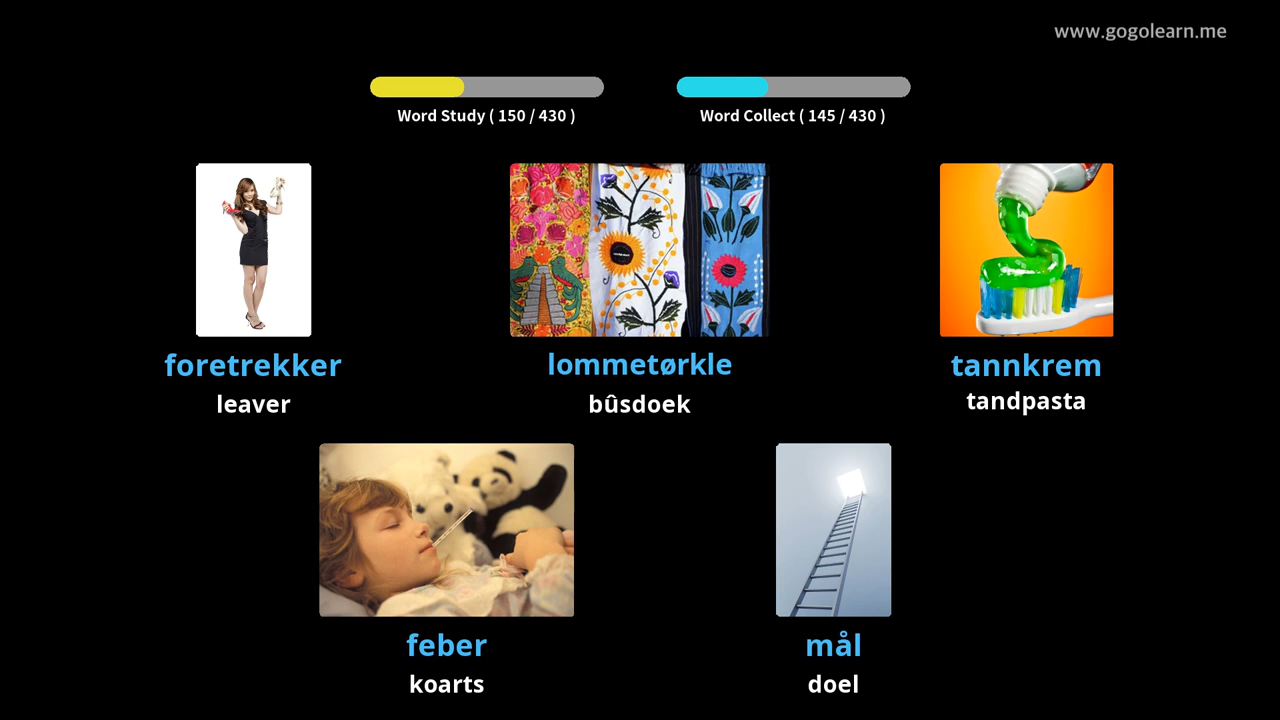 www.gogolearn.me
Word Study ( 150 / 430 )
Word Collect ( 145 / 430 )
foretrekker
leaver
lommetørkle
bûsdoek
tannkrem
tandpasta
feber
koarts
mål
doel